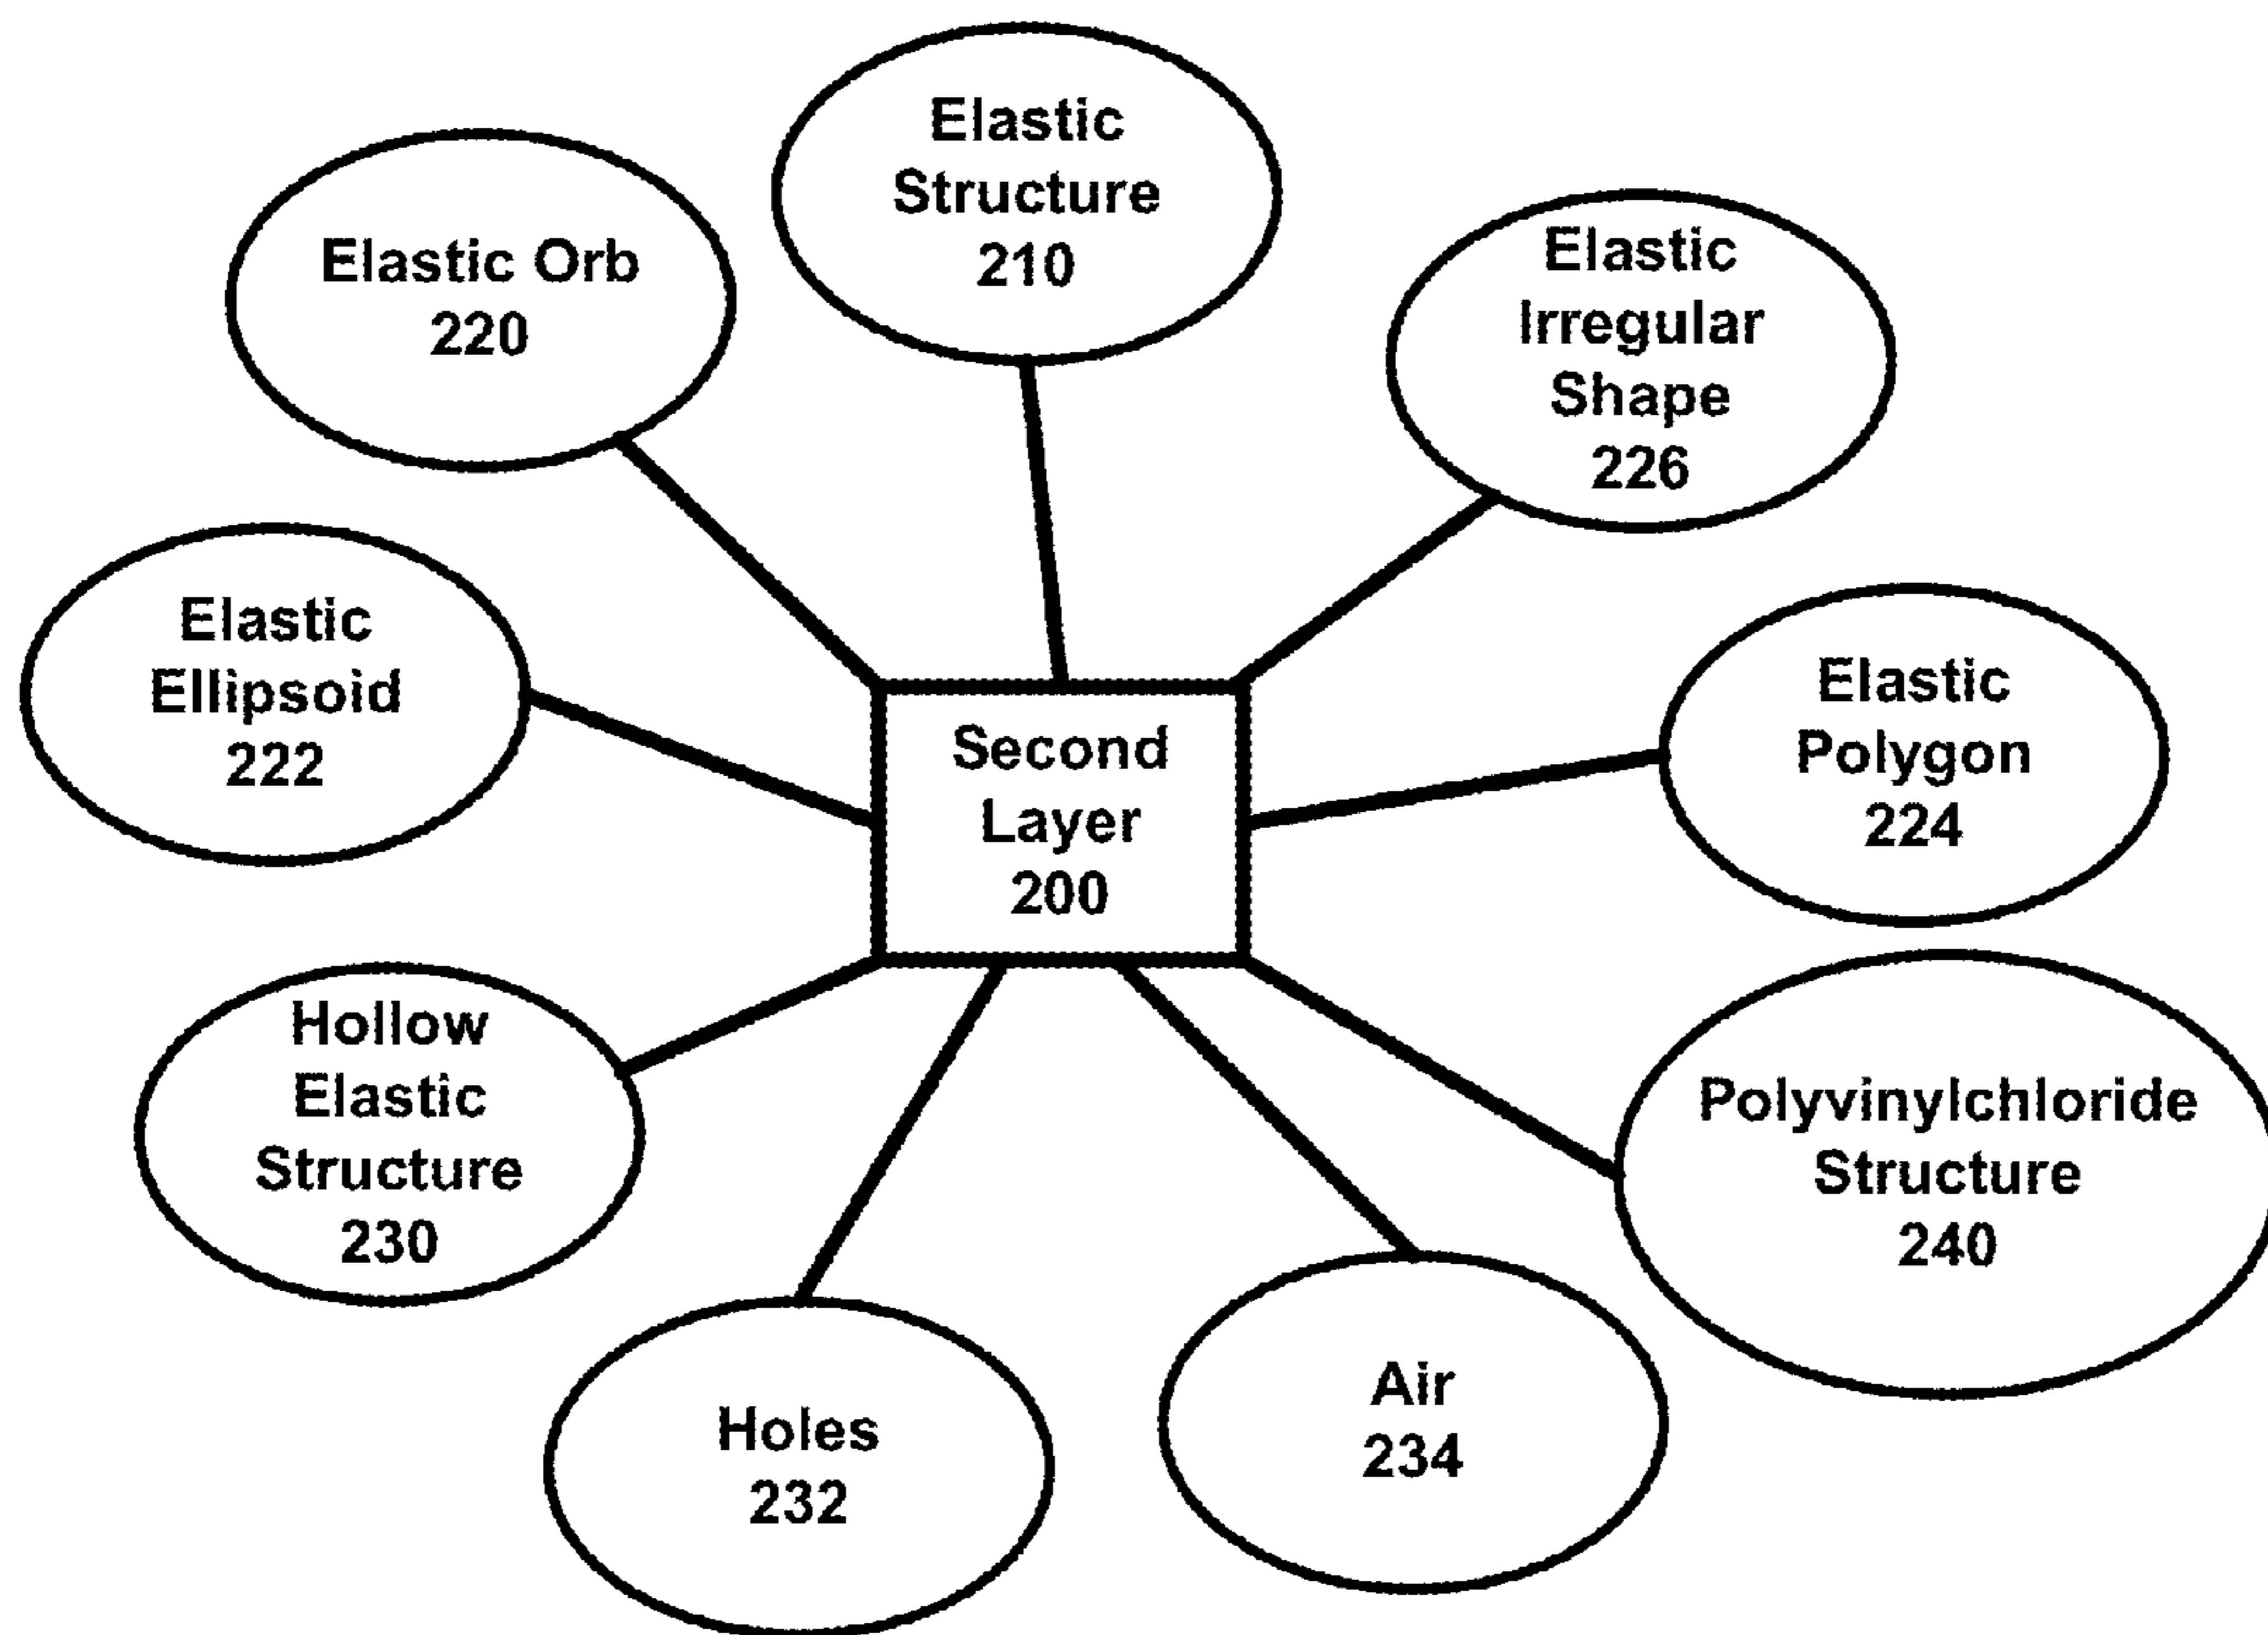 Elastic
Structure
210
Elastic Orb
220
Elastic
Irregular
Shape
226
Elastic
Ellipsoid
222
Elastic
Polygon
224
Second
Layer
200
Hollow
Elastic
Structure
230
Polyvinylchloride
Structure
240
Holes
232
Air
234